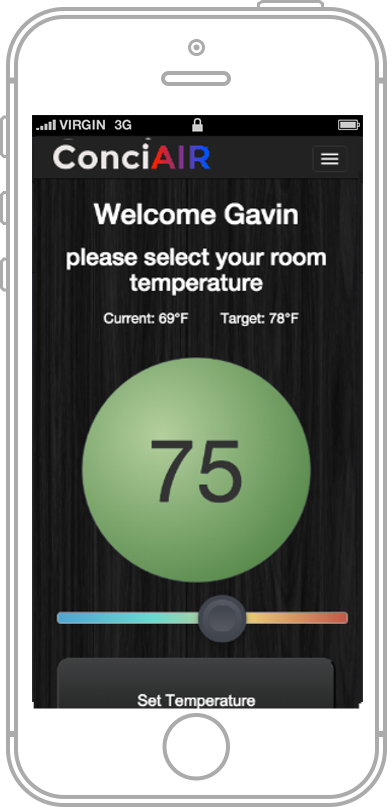 VIRGIN 3G
ConciAIR
Welcome Gavin
please select your room
temperature
Current: 69°F Target: 78°F
75
Set Temperature